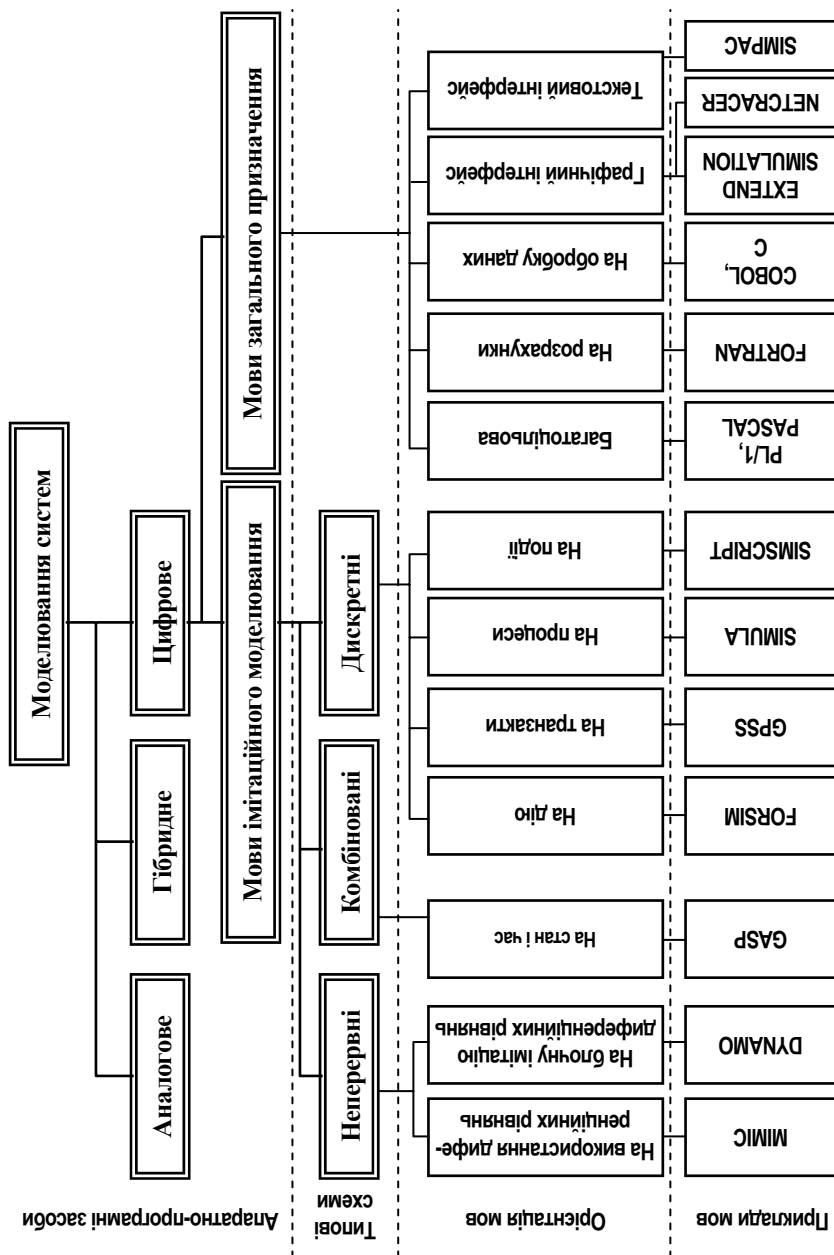 Моделювання систем
Апаратно-програмні засоби
Аналогове
Гібридне
Цифрове
Мови імітаційного моделювання
Мови загального призначення
Типові
схеми
Неперервні
Комбіновані
Дискретні
Орієнтація мов
На використання дифе-
ренційних рівнянь
На блочну імітацію
диференційних рівнянь
На стан і час
На дію
На транзакти
На процеси
На події
Багатоцільова
На розрахунки
На обробку даних
Графічний інтерфейс
Текстовий інтерфейс
Приклади мов
MIMIC
DYNAMO
GASP
FORSIM
GPSS
SIMULA
SIMSCRIPT
PL/1,
PASCAL
FORTRAN
COBOL,
C
EXTEND
SIMULATION
NETCRACER
SIMPAC